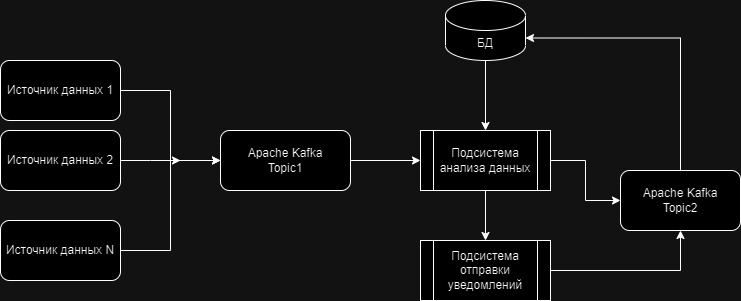 БД
Источник данных 1
Источник данных 2
Источник данных N
Apache Kafka
Topic1
Подсистема
анализа данных
Apache Kafka
Topic2
Подсистема
отправки
уведомлений